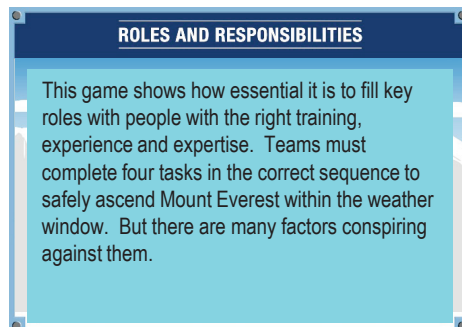 ROLES AND RESPONSIBILITIES
This game shows how essential it is to fill key
roles with people with the right training,
experience and expertise.  Teams must
complete four tasks in the correct sequence to
safely ascend Mount Everest within the weather
window.  But there are many factors conspiring
against them.